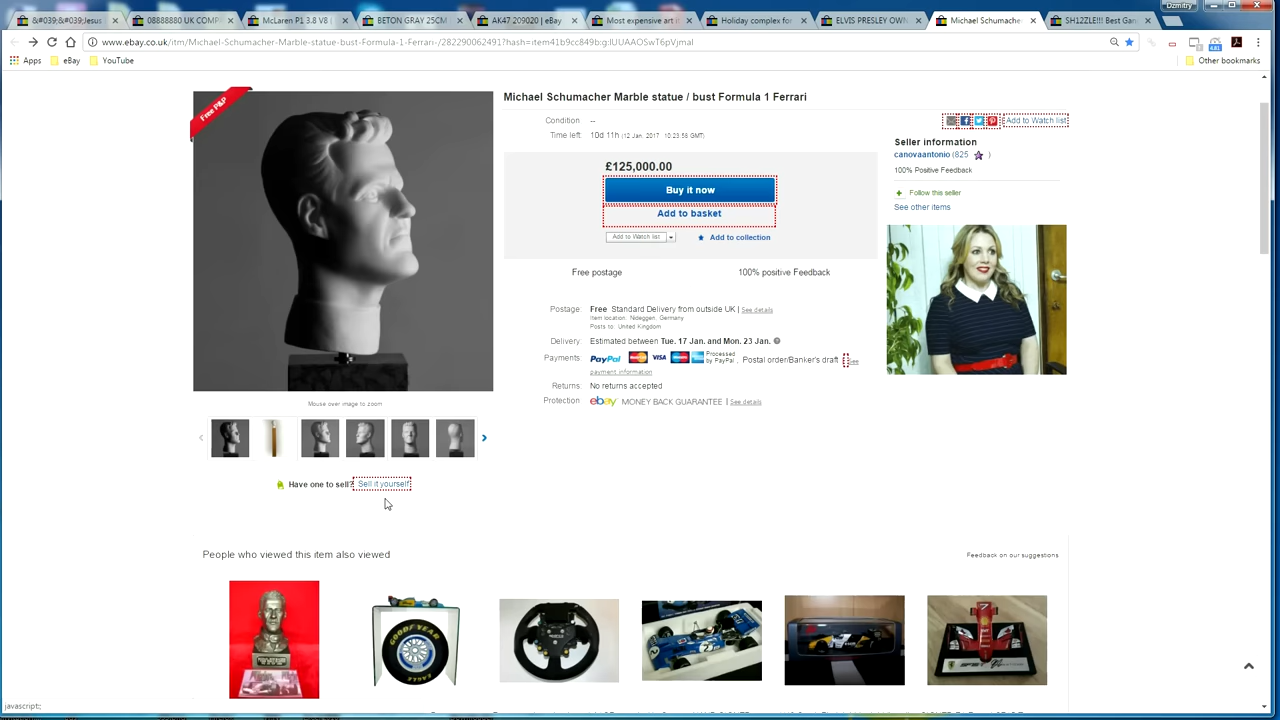 Dzmitry
&#039;&#039;Jesus
08888880 UK COMP
McLaren P1 3.8 V8 (
BETON GRAY 25CM
AK47 209020 | eBay
Most expensive art i
Holiday complex for
ELVIS PRESLEY OWN
Michael Schumache
SH12ZLE!!! Best Gar
www.ebay.co.uk/itm/Michael-Schumacher-Marble-statue-bust-Formula-1-Ferrari-/282290062491?hash=item41b9cc849b:g:IUUAAOSwT6pVjmaI
Apps
eBay
YouTube
Other bookmarks
Free P&P
Michael Schumacher Marble statue / bust Formula 1 Ferrari
Condition --
Add to Watch list
Time left: 10d 11h (12 Jan. 2017 10:23:58 GMT)
Seller information
canovaantonio (825 )
100% Positive Feedback
£125,000.00
Buy it now
Add to basket
Add to Watch list
Add to collection
Follow this seller
See other items
Free postage
100% positive Feedback
Postage: Free Standard Delivery from outside UK | See details
Item location: Nideggen, Germany
Posts to: United Kingdom
Delivery: Estimated between Tue. 17 Jan. and Mon. 23 Jan.
Payments: PayPal MasterCard VISA Processed by PayPal , Postal order/Banker's draft | See
payment information
Returns: No returns accepted
Protection ebay MONEY BACK GUARANTEE | See details
Mouse over image to zoom
Have one to sell? Sell it yourself
People who viewed this item also viewed
Feedback on our suggestions
GOODYEAR
EAGLE
javascript:;